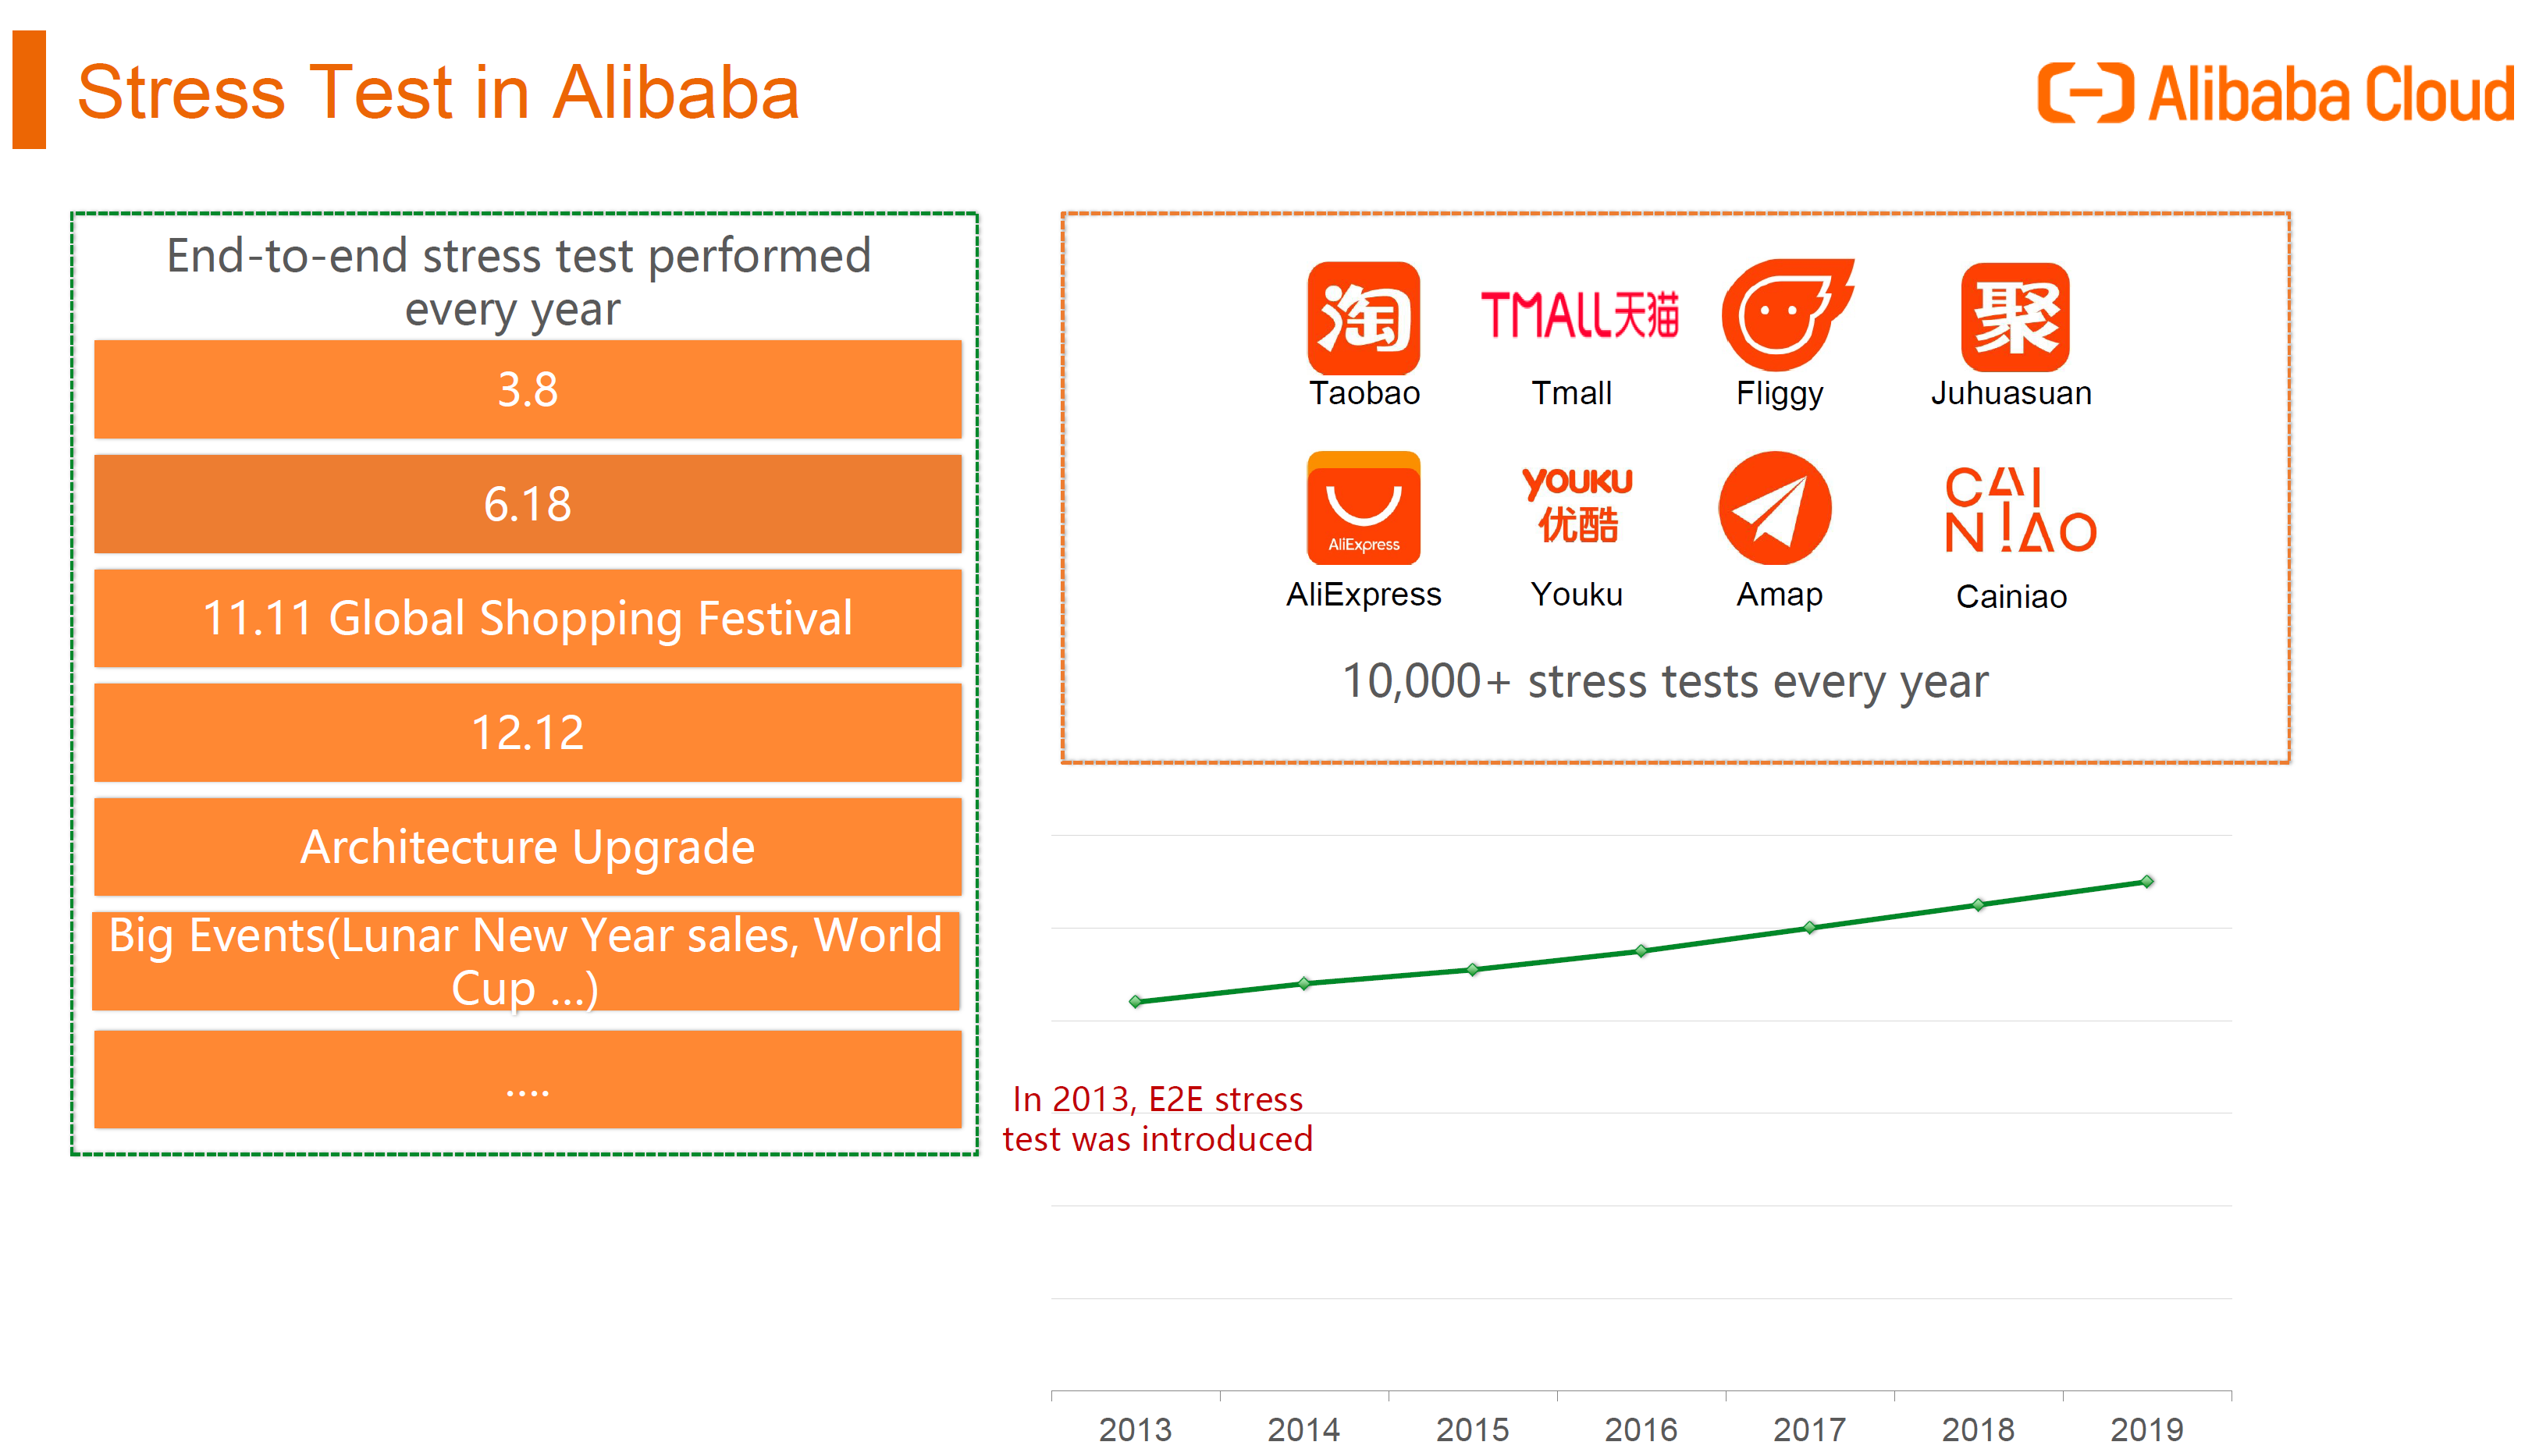 Stress Test in Alibaba
Alibaba Cloud
End-to-end stress test performed
every year
3.8
6.18
11.11 Global Shopping Festival
12.12
Architecture Upgrade
Big Events(Lunar New Year sales, World
Cup ...)
....
淘
TMALL天猫
聚
Taobao
Tmall
Fliggy
Juhuasuan
AliExpress
YOUKU
优酷
CAI
NIAO
AliExpress
Youku
Amap
Cainiao
10,000+ stress tests every year
In 2013, E2E stress
test was introduced
2013
2014
2015
2016
2017
2018
2019